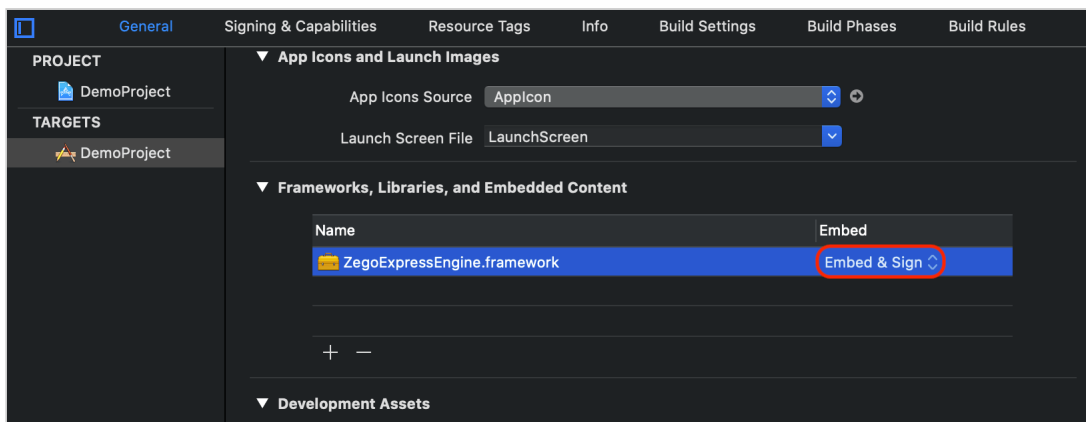 General Signing & Capabilities Resource Tags Info Build Settings Build Phases Build Rules
PROJECT
DemoProject
TARGETS
DemoProject
App Icons and Launch Images
App Icons Source AppIcon
Launch Screen File LaunchScreen
Frameworks, Libraries, and Embedded Content
Name Embed
ZegoExpressEngine.framework Embed & Sign
Development Assets